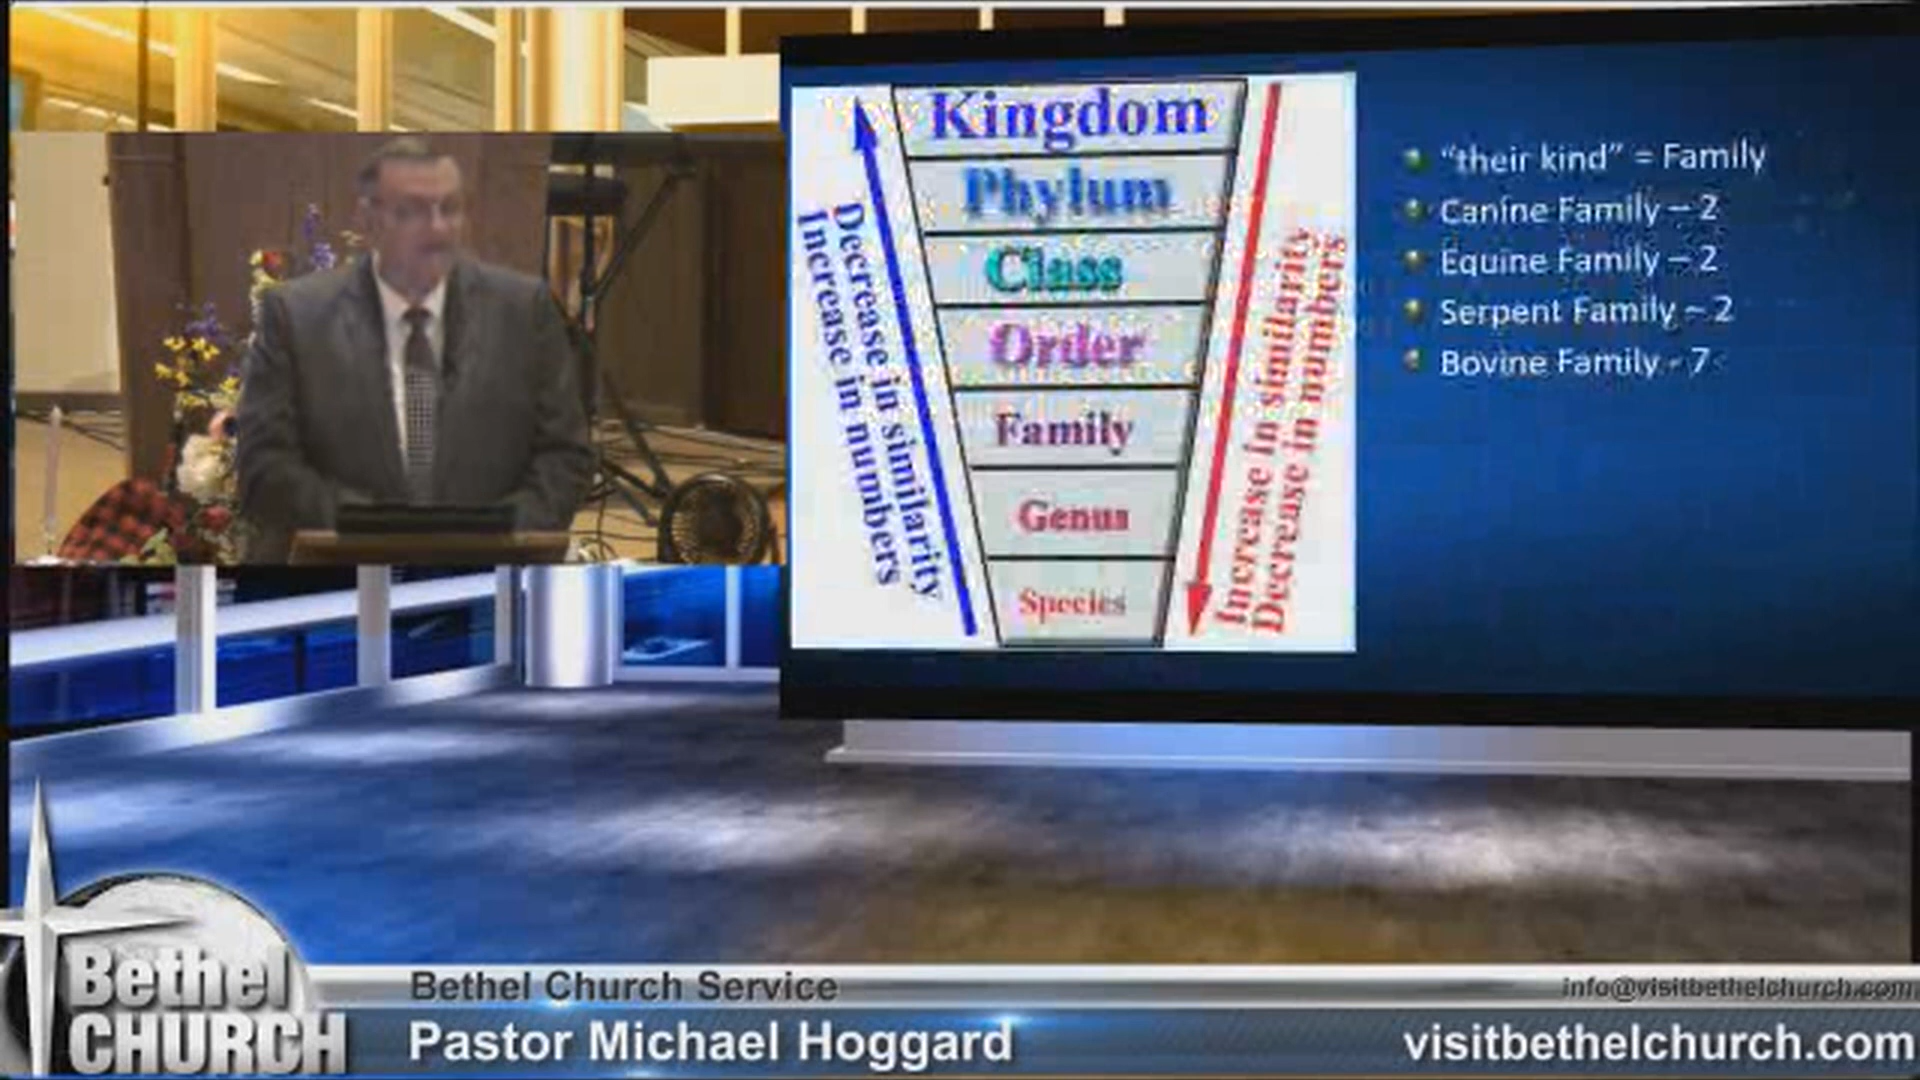 Kingdom
Phylum
Class
Order
Family
Genus
Species
Decrease in similarity
Increase in numbers
Increase in similarity
Decrease in numbers
“their kind” = Family
Canine Family – 2
Equine Family – 2
Serpent Family – 2
Bovine Family - 7
Bethel
CHURCH
Bethel Church Service
Pastor Michael Hoggard
info@visitbethelchurch.com
visitbethelchurch.com